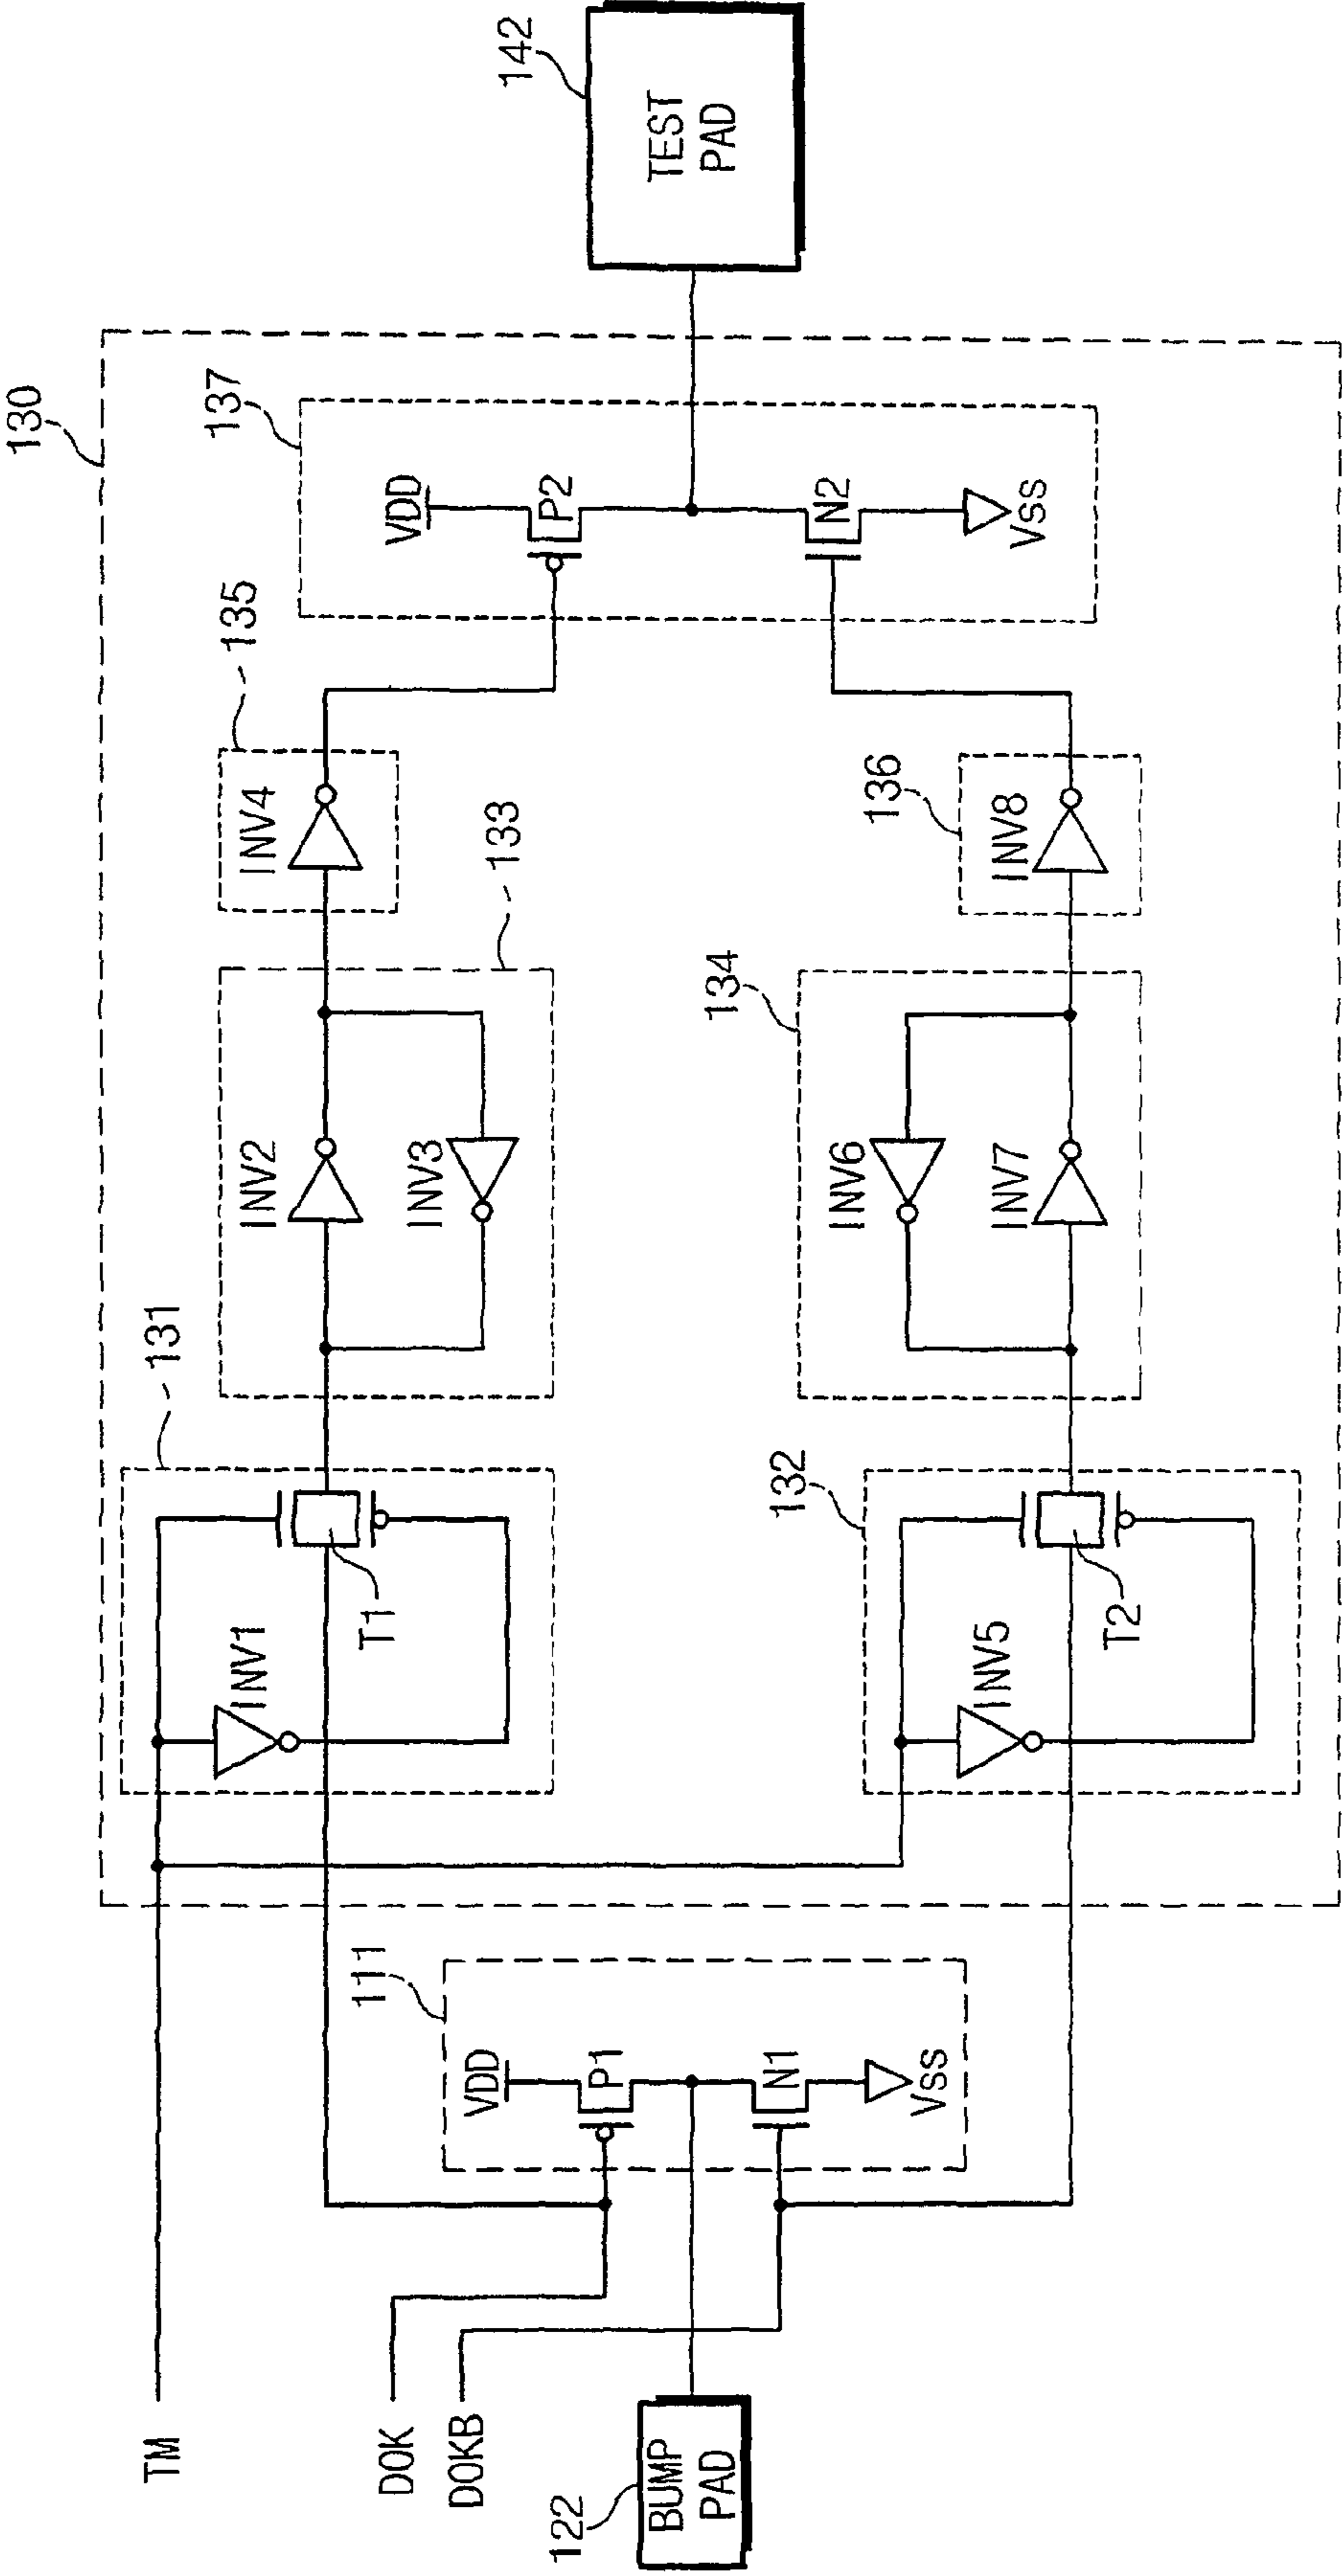 130
142
TEST
PAD
137
VDD
P2
N2
VSS
135
INV4
136
INV8
133
INV2
INV3
134
INV6
INV7
131
INV1
T1
132
INV5
T2
111
VDD
P1
N1
VSS
TM
DOK
DOKB
122
BUMP
PAD